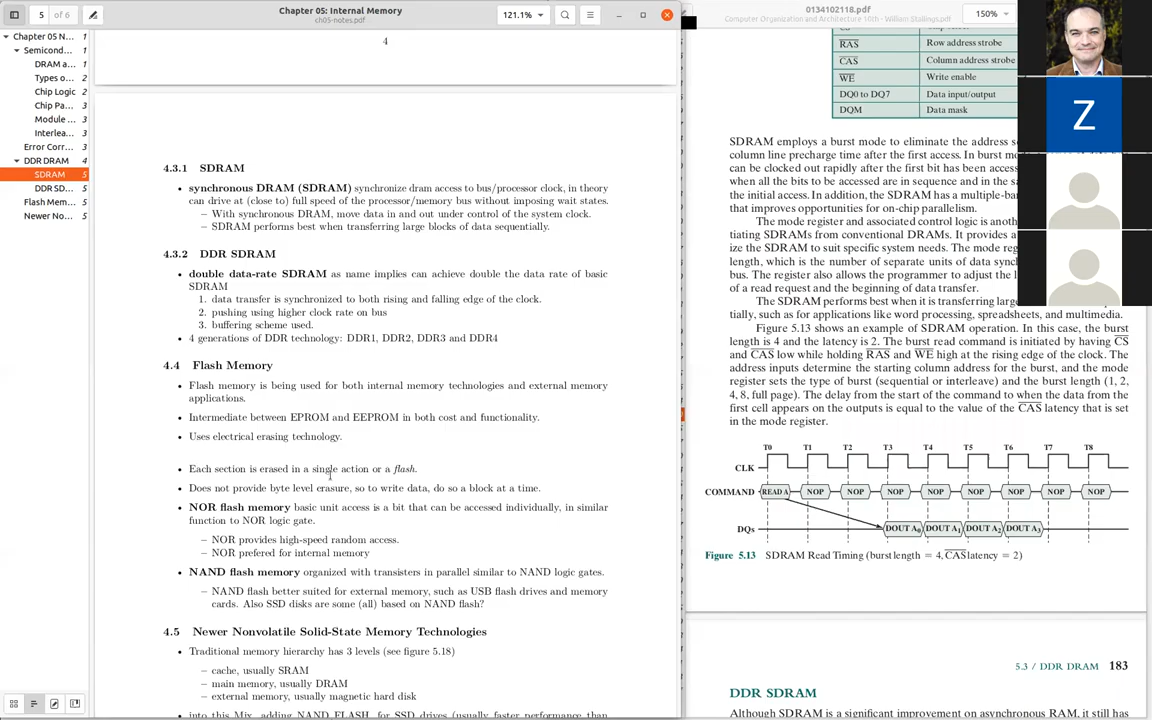 5 of 6
Chapter 05: Internal Memory
ch05-notes.pdf
121.1%
Chapter 05 N... 1
Semicond... 1
DRAM a... 1
Types o... 2
Chip Logic 2
Chip Pa... 3
Module ... 3
Interlea... 3
Error Corr... 3
DDR DRAM 4
SDRAM 5
DDR SD... 5
Flash Mem... 5
Newer No... 5
4
4.3.1 SDRAM
• synchronous DRAM (SDRAM) synchronize dram access to bus/processor clock, in theory
can drive at (close to) full speed of the processor/memory bus without imposing wait states.
– With synchronous DRAM, move data in and out under control of the system clock.
– SDRAM performs best when transferring large blocks of data sequentially.
4.3.2 DDR SDRAM
• double data-rate SDRAM as name implies can achieve double the data rate of basic
SDRAM
1. data transfer is synchronized to both rising and falling edge of the clock.
2. pushing using higher clock rate on bus
3. buffering scheme used.
• 4 generations of DDR technology: DDR1, DDR2, DDR3 and DDR4
4.4 Flash Memory
• Flash memory is being used for both internal memory technologies and external memory
applications.
• Intermediate between EPROM and EEPROM in both cost and functionality.
• Uses electrical erasing technology.
• Each section is erased in a single action or a flash.
• Does not provide byte level erasure, so to write data, do so a block at a time.
• NOR flash memory basic unit access is a bit that can be accessed individually, in similar
function to NOR logic gate.
– NOR provides high-speed random access.
– NOR prefered for internal memory
• NAND flash memory organized with transisters in parallel similar to NAND logic gates.
– NAND flash better suited for external memory, such as USB flash drives and memory
cards. Also SSD disks are some (all) based on NAND flash?
4.5 Newer Nonvolatile Solid-State Memory Technologies
• Traditional memory hierarchy has 3 levels (see figure 5.18)
– cache, usually SRAM
– main memory, usually DRAM
– external memory, usually magnetic hard disk
• into this Mix, adding NAND FLASH, for SSD drives (usually faster performance than
0134102118.pdf
Computer Organization and Architecture 10th - William Stallings.pdf
150%
RAS Row address strobe
CAS Column address strobe
WE Write enable
DQ0 to DQ7 Data input/output
DQM Data mask
SDRAM employs a burst mode to eliminate the address s
column line precharge time after the first access. In burst mo
can be clocked out rapidly after the first bit has been access
when all the bits to be accessed are in sequence and in the sa
the initial access. In addition, the SDRAM has a multiple-ba
that improves opportunities for on-chip parallelism.
The mode register and associated control logic is anoth
tiating SDRAMs from conventional DRAMs. It provides a
ize the SDRAM to suit specific system needs. The mode reg
length, which is the number of separate units of data sync
bus. The register also allows the programmer to adjust the l
of a read request and the beginning of data transfer.
The SDRAM performs best when it is transferring large
tially, such as for applications like word processing, spreadsheets, and multimedia.
Figure 5.13 shows an example of SDRAM operation. In this case, the burst
length is 4 and the latency is 2. The burst read command is initiated by having CS
and CAS low while holding RAS and WE high at the rising edge of the clock. The
address inputs determine the starting column address for the burst, and the mode
register sets the type of burst (sequential or interleave) and the burst length (1, 2,
4, 8, full page). The delay from the start of the command to when the data from the
first cell appears on the outputs is equal to the value of the CAS latency that is set
in the mode register.
T0 T1 T2 T3 T4 T5 T6 T7 T8
CLK
COMMAND READ A NOP NOP NOP NOP NOP NOP NOP NOP
DQs DOUT A0 DOUT A1 DOUT A2 DOUT A3
Figure 5.13 SDRAM Read Timing (burst length = 4, CAS latency = 2)
5.3 / DDR DRAM 183
DDR SDRAM
Although SDRAM is a significant improvement on asynchronous RAM, it still has
Z